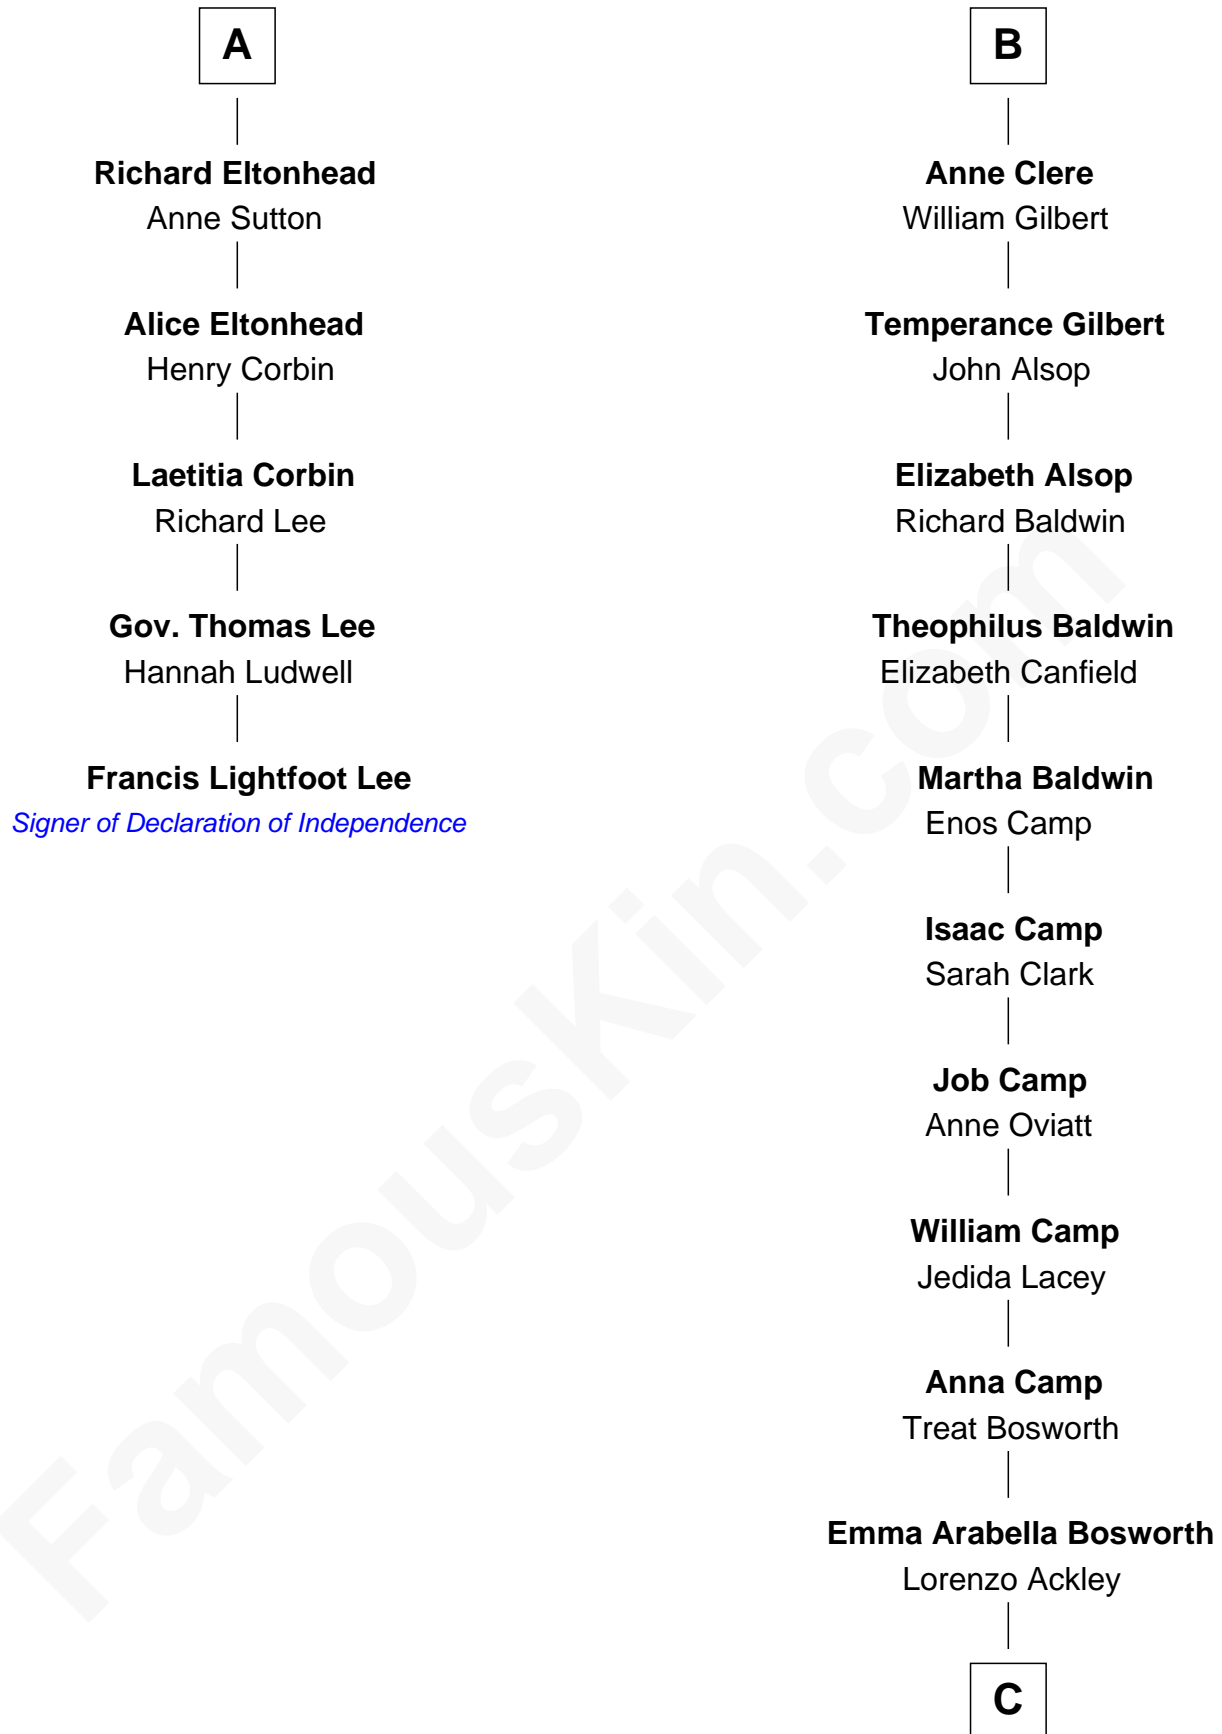 A
Richard Eltonhead
Anne Sutton
Alice Eltonhead
Henry Corbin
Laetitia Corbin
Richard Lee
Gov. Thomas Lee
Hannah Ludwell
Francis Lightfoot Lee
Signer of Declaration of Independence
B
Anne Clere
William Gilbert
Temperance Gilbert
John Alsop
Elizabeth Alsop
Richard Baldwin
Theophilus Baldwin
Elizabeth Canfield
Martha Baldwin
Enos Camp
Isaac Camp
Sarah Clark
Job Camp
Anne Oviatt
William Camp
Jedida Lacey
Anna Camp
Treat Bosworth
Emma Arabella Bosworth
Lorenzo Ackley
C
FamousKin.com